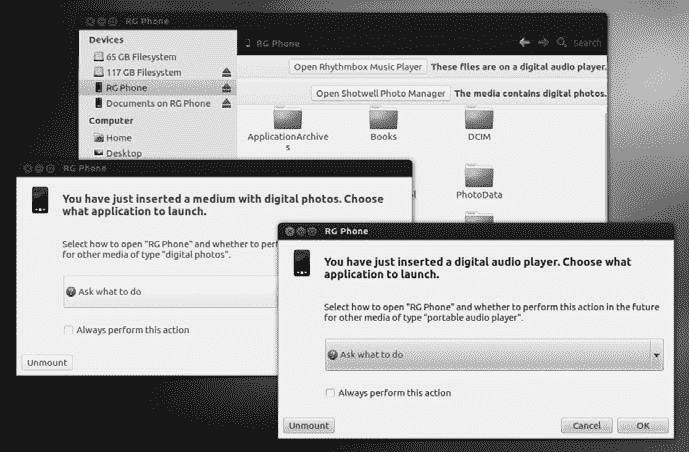 RG Phone
Devices
65 GB Filesystem
117 GB Filesystem
RG Phone
Documents on RG Phone
Computer
Home
Desktop
RG Phone
Search
Open Rhythmbox Music Player These files are on a digital audio player.
Open Shotwell Photo Manager The media contains digital photos.
ApplicationArchives
Books
DCIM
PhotoData
RG Phone
You have just inserted a medium with digital photos. Choose
what application to launch.
Select how to open "RG Phone" and whether to perf
for other media of type "digital photos".
Ask what to do
Always perform this action
Unmount
RG Phone
You have just inserted a digital audio player. Choose what
application to launch.
Select how to open "RG Phone" and whether to perform this action in the future
for other media of type "portable audio player".
Ask what to do
Always perform this action
Unmount
Cancel
OK